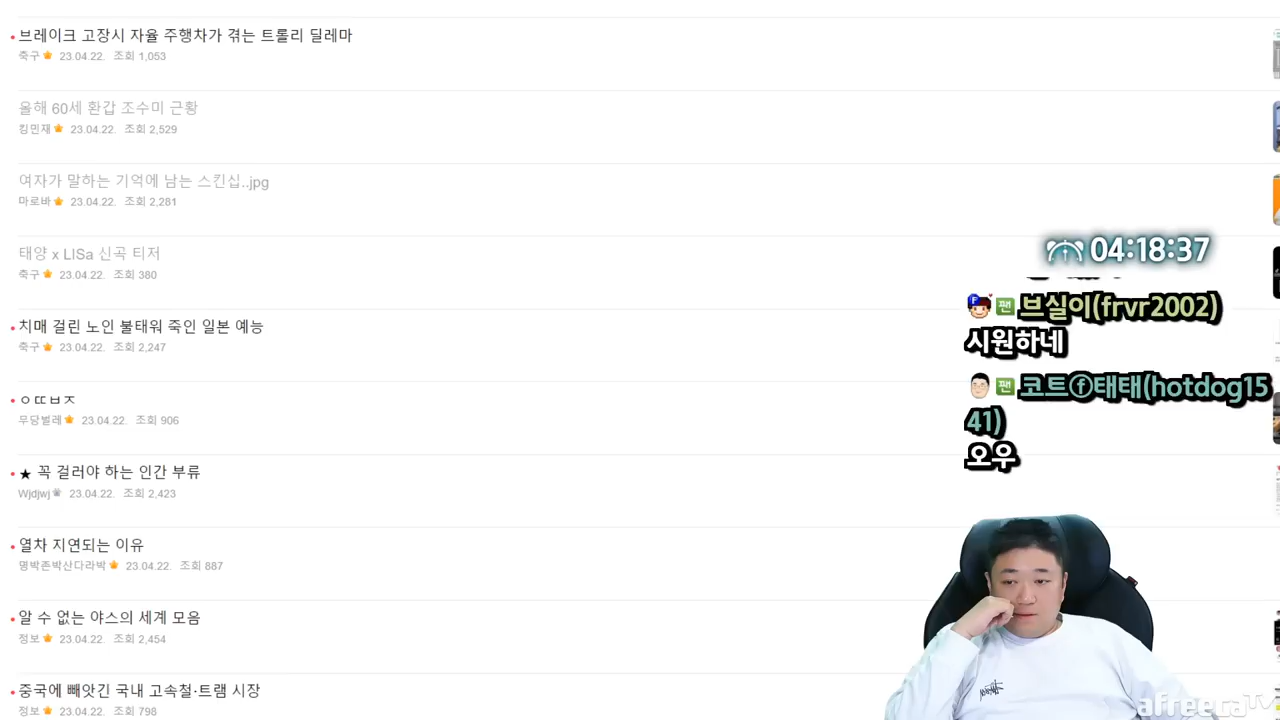 브레이크 고장시 자율 주행차가 겪는 트롤리 딜레마
축구 23.04.22. 조회 1,053
올해 60세 환갑 조수미 근황
킹민재 23.04.22. 조회 2,529
여자가 말하는 기억에 남는 스킨십..jpg
마로바 23.04.22. 조회 2,281
태양 x LISa 신곡 티저
축구 23.04.22. 조회 380
치매 걸린 노인 불태워 죽인 일본 예능
축구 23.04.22. 조회 2,247
ㅇㄸㅂㅈ
무당벌레 23.04.22. 조회 906
★ 꼭 걸러야 하는 인간 부류
Wjdjwj 23.04.22. 조회 2,423
열차 지연되는 이유
명박존박산다라박 23.04.22. 조회 887
알 수 없는 야스의 세계 모음
정보 23.04.22. 조회 2,454
중국에 빼앗긴 국내 고속철·트램 시장
정보 23.04.22. 조회 798
04:18:37
팬 브실이(frvr2002)
시원하네
팬 코트ⓕ태태(hotdog15
41)
오우
afreecaTV